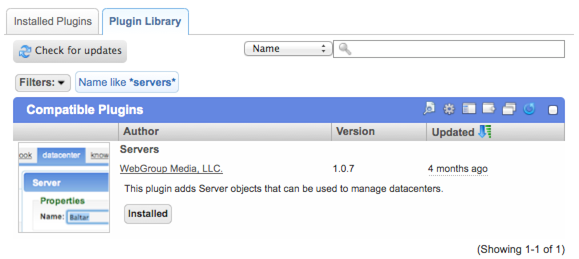 Installed Plugins Plugin Library
Check for updates Name
Filters: Name like *servers*
Compatible Plugins
Author Version Updated
Servers
WebGroup Media, LLC. 1.0.7 4 months ago
This plugin adds Server objects that can be used to manage datacenters.
Installed
ook datacenter know
Server
Properties
Name: Baltar
(Showing 1-1 of 1)